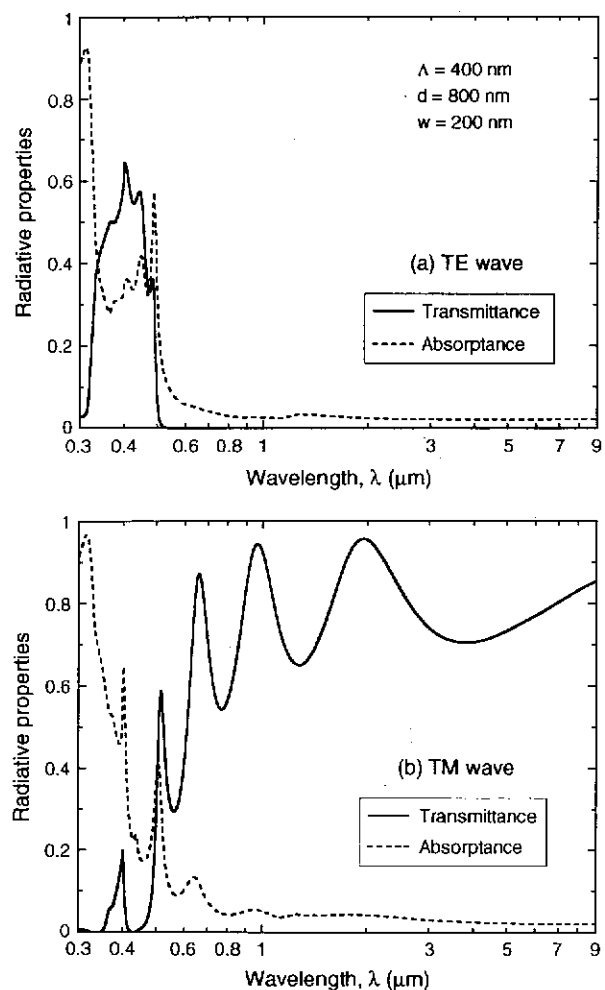 1
0.8
0.6
0.4
0.2
0
Radiative properties
Λ = 400 nm
d = 800 nm
w = 200 nm
(a) TE wave
Transmittance
Absorptance
0.3 0.4 0.6 0.8 1 3 5 7 9
Wavelength, λ (μm)
1
0.8
0.6
0.4
0.2
0
Radiative properties
(b) TM wave
Transmittance
Absorptance
0.3 0.4 0.6 0.8 1 3 5 7 9
Wavelength, λ (μm)